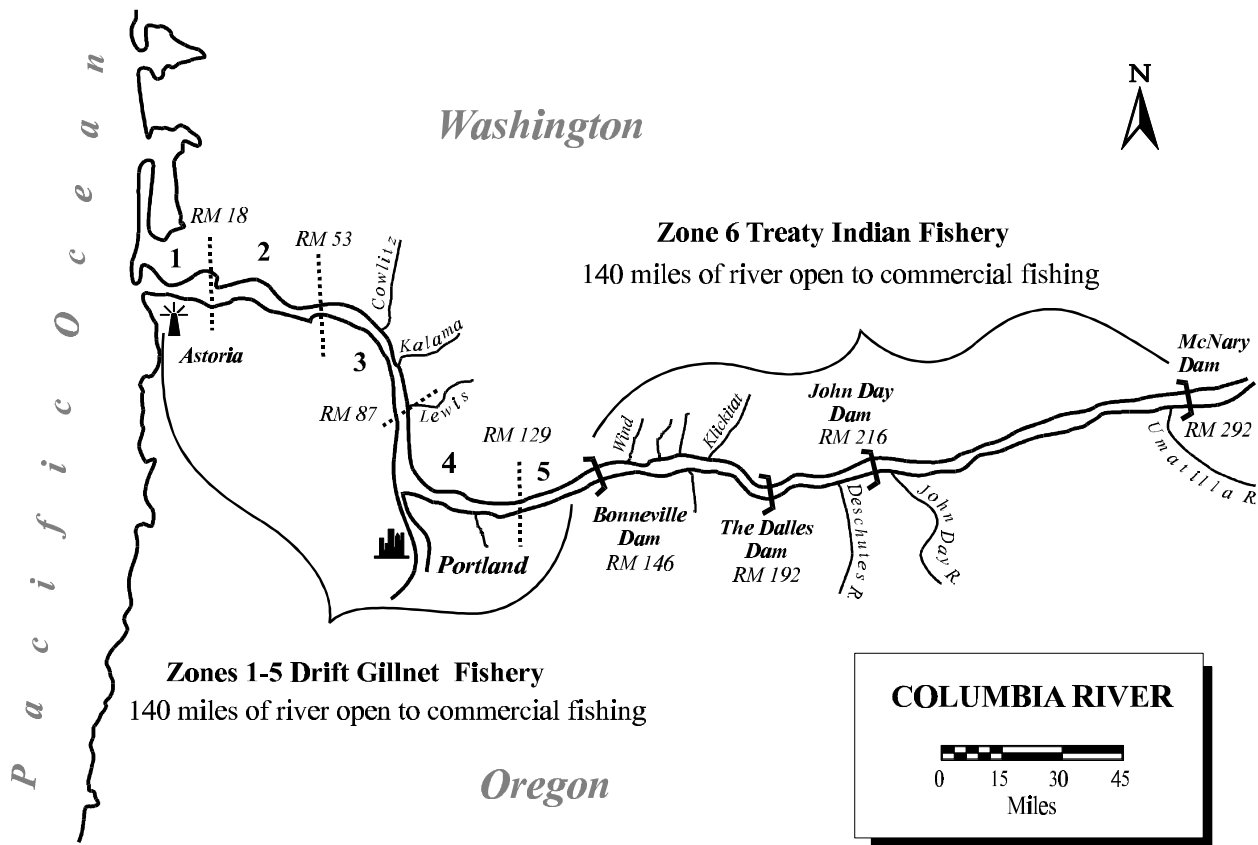 N
Washington
Pacific Ocean
RM 18
1
2
RM 53
Cowlitz
Zone 6 Treaty Indian Fishery
140 miles of river open to commercial fishing
Astoria
3
Kalama
McNary
Dam
RM 87
Lewis
John Day
Dam
RM 216
RM 292
Umatilla R.
RM 129
4
5
Wind
Klickitat
Bonneville
Dam
RM 146
The Dalles
Dam
RM 192
Deschutes R.
John Day R.
Portland
Zones 1-5 Drift Gillnet Fishery
140 miles of river open to commercial fishing
Oregon
COLUMBIA RIVER
0 15 30 45
Miles